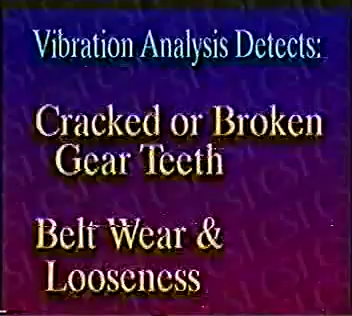 Vibration Analysis Detects:
Cracked or Broken
Gear Teeth
Belt Wear &
Looseness